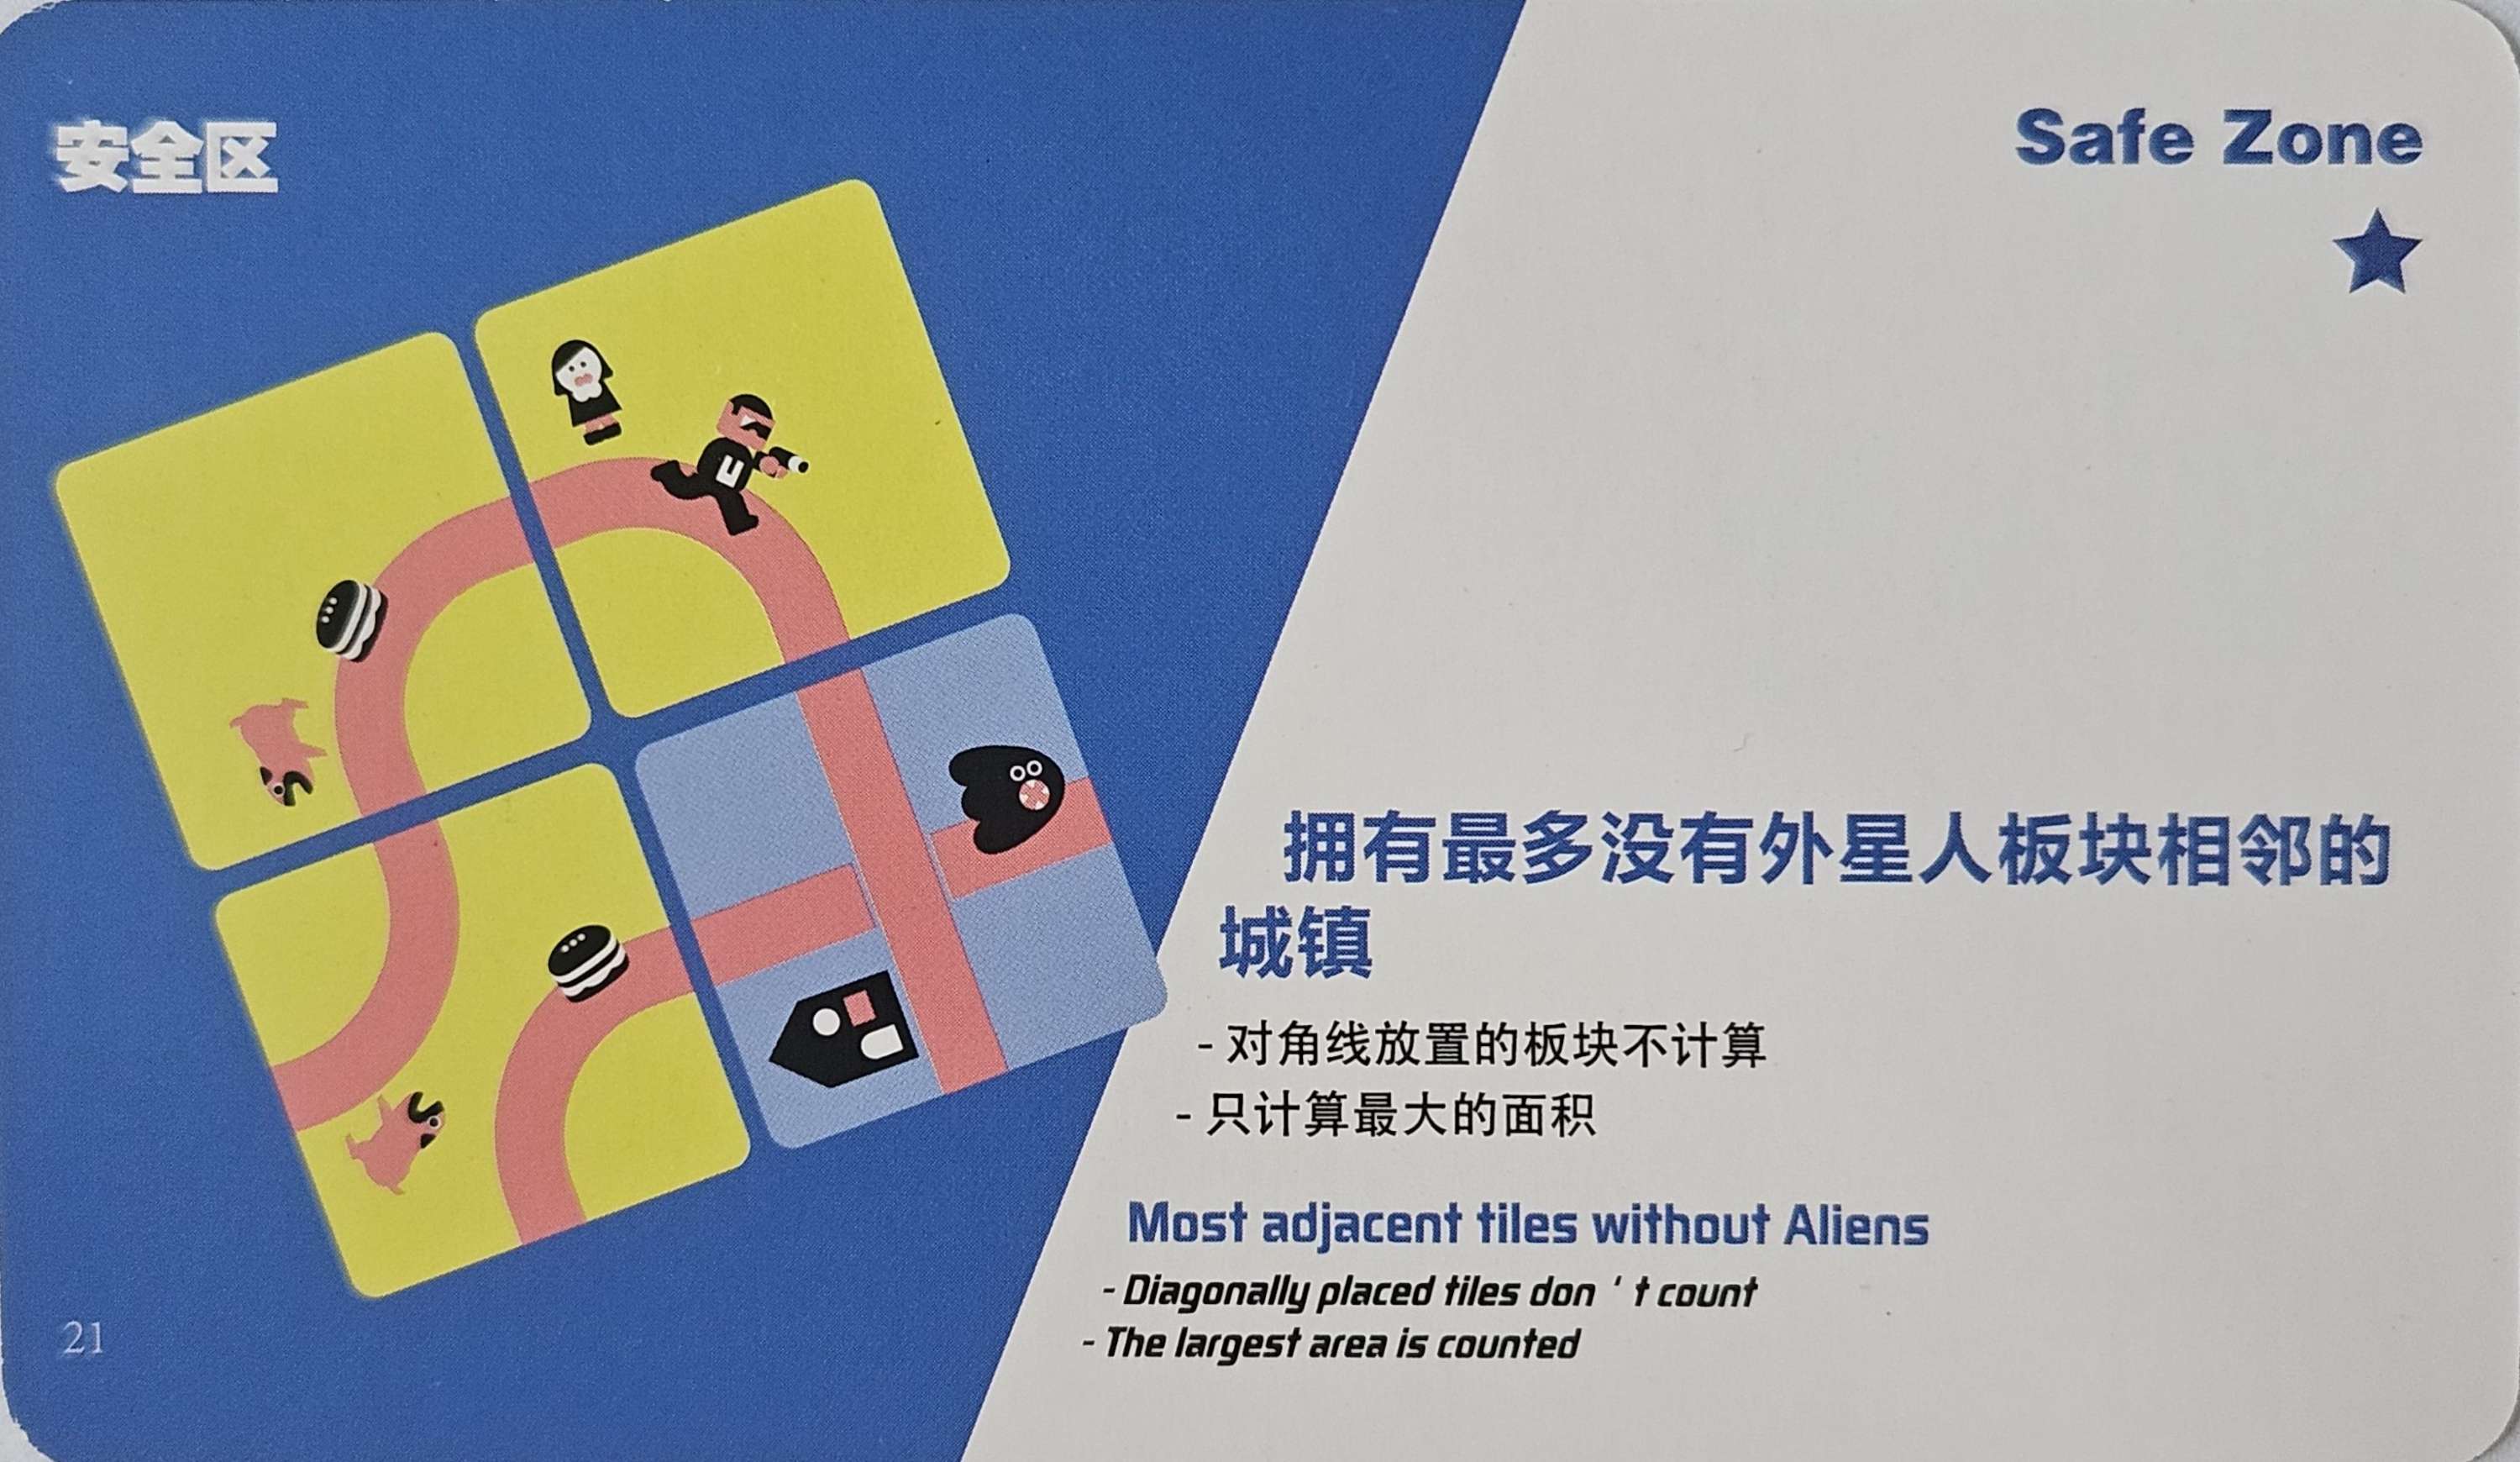 安全区
Safe Zone
拥有最多没有外星人板块相邻的
城镇
- 对角线放置的板块不计算
- 只计算最大的面积
Most adjacent tiles without Aliens
- Diagonally placed tiles don ' t count
- The largest area is counted
21